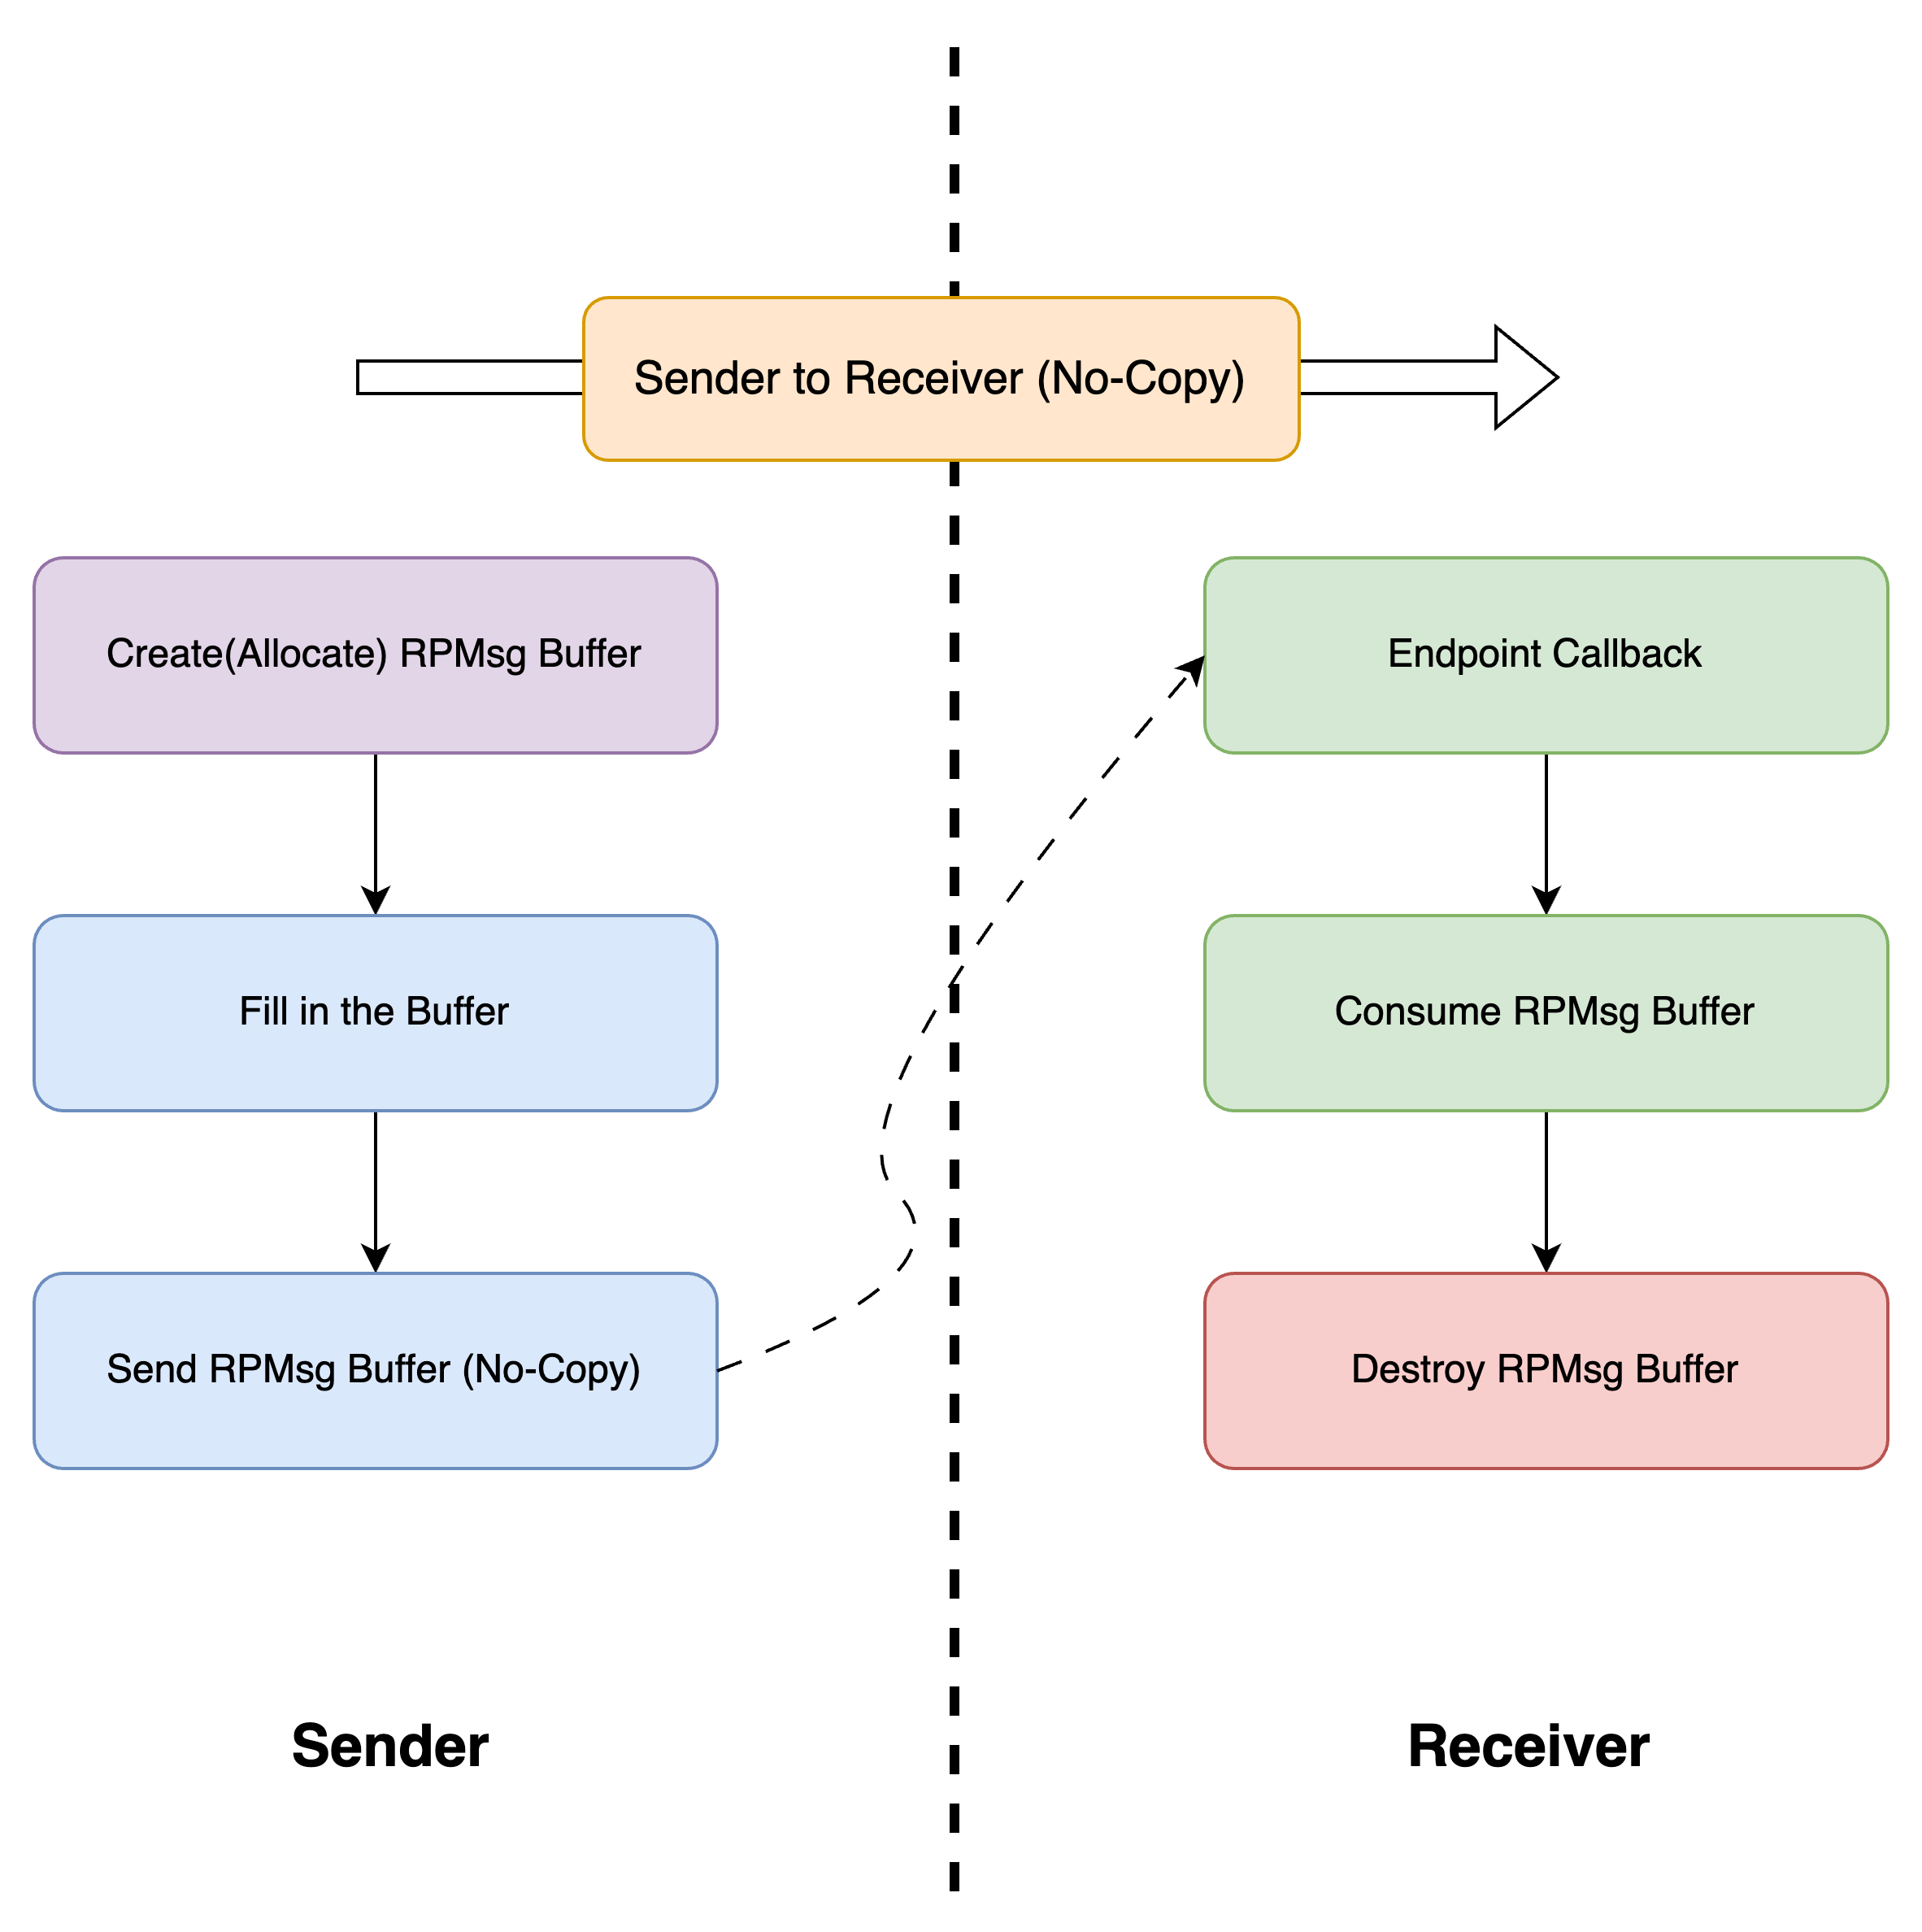 Sender to Receiver (No-Copy)
Create(Allocate) RPMsg Buffer
Fill in the Buffer
Send RPMsg Buffer (No-Copy)
Endpoint Callback
Consume RPMsg Buffer
Destroy RPMsg Buffer
Sender
Receiver